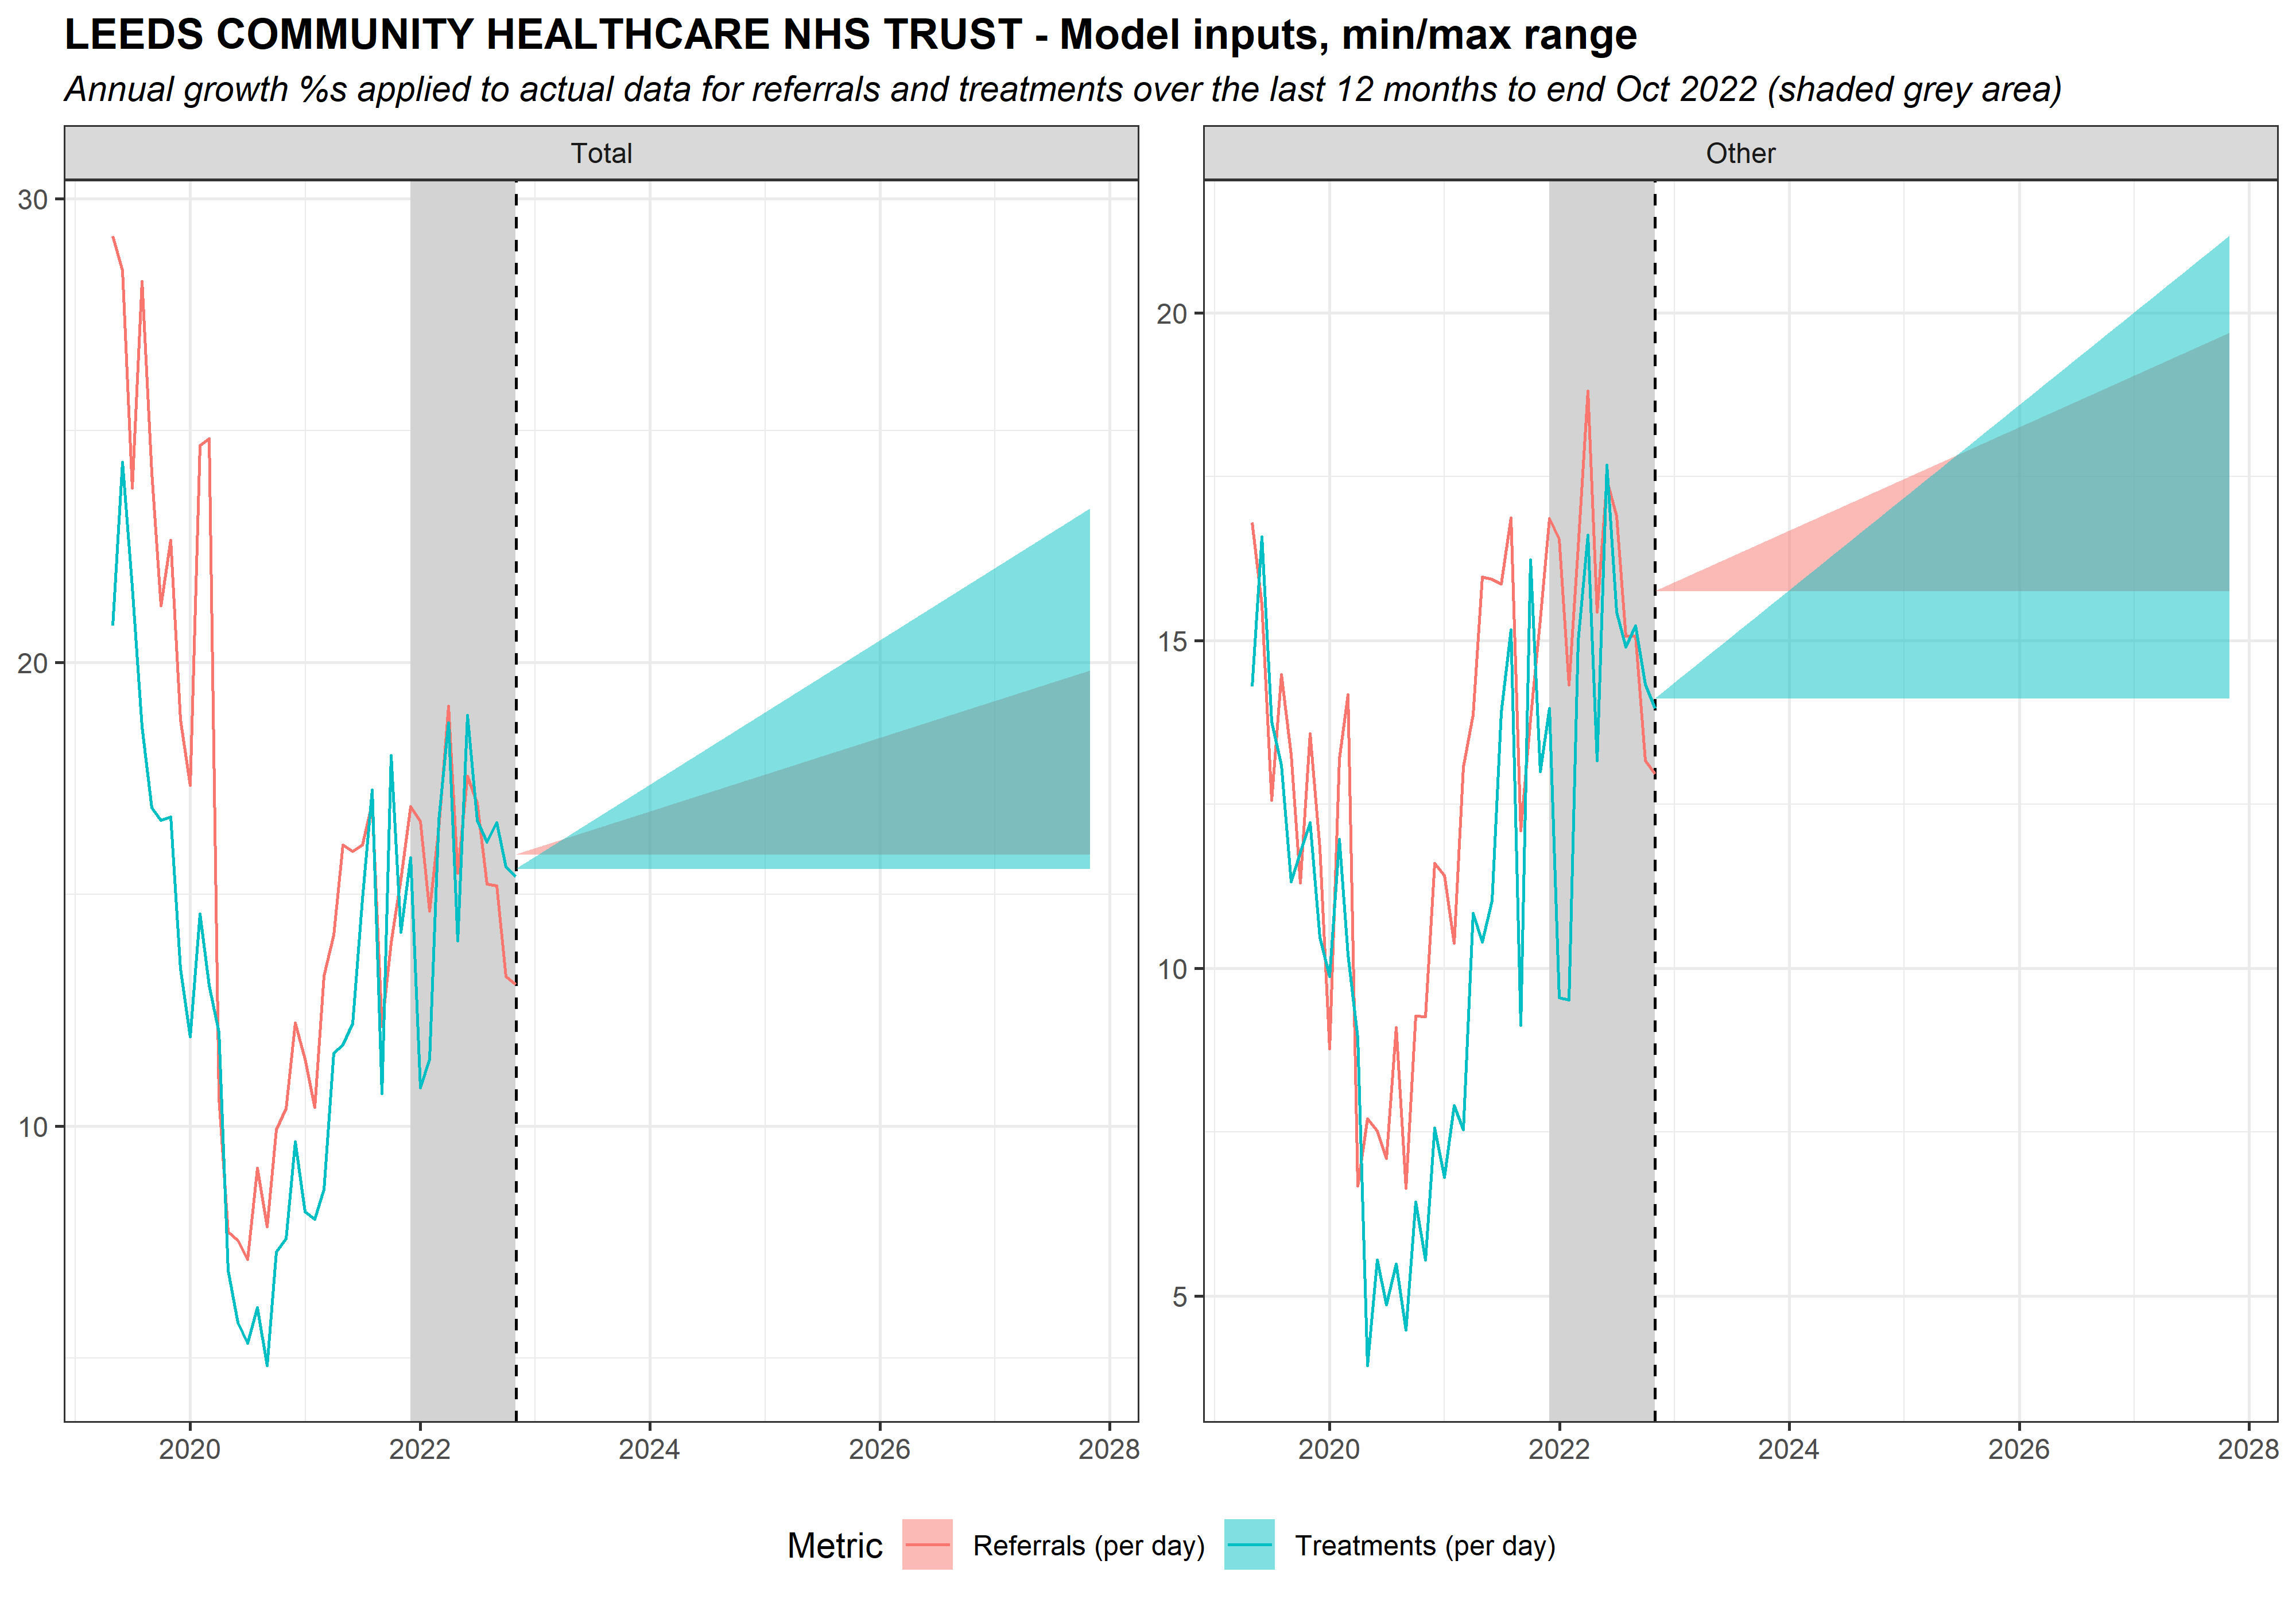 LEEDS COMMUNITY HEALTHCARE NHS TRUST - Model inputs, min/max range
Annual growth %s applied to actual data for referrals and treatments over the last 12 months to end Oct 2022 (shaded grey area)
Total
30
20
10
2020 2022 2024 2026 2028
Other
20
15
10
5
2020 2022 2024 2026 2028
Metric Referrals (per day) Treatments (per day)